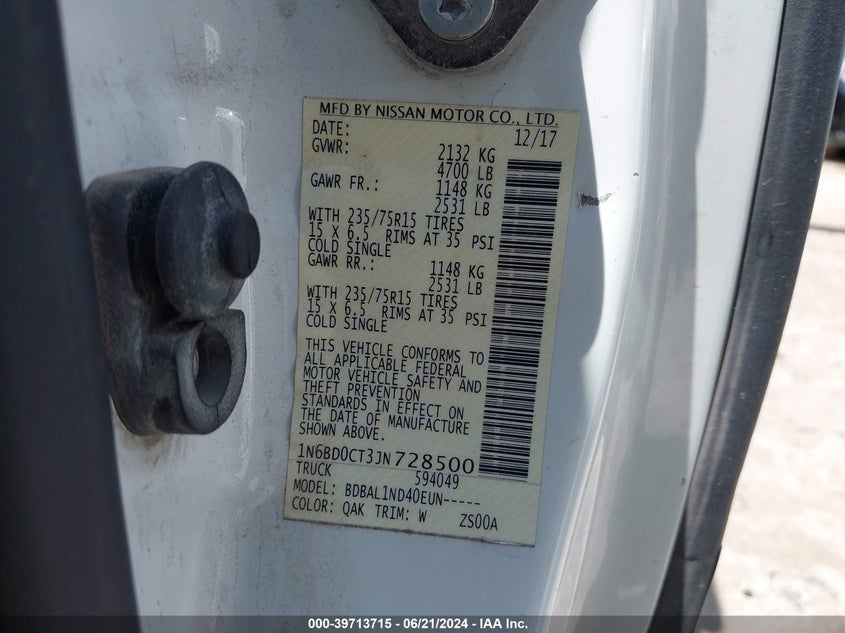 MFD BY NISSAN MOTOR CO., LTD.
DATE: 12/17
GVWR: 2132 KG
4700 LB
GAWR FR.: 1148 KG
2531 LB
WITH 235/75R15 TIRES
15 X 6.5 RIMS AT 35 PSI
COLD SINGLE
GAWR RR.: 1148 KG
2531 LB
WITH 235/75R15 TIRES
15 X 6.5 RIMS AT 35 PSI
COLD SINGLE
THIS VEHICLE CONFORMS TO
ALL APPLICABLE FEDERAL
MOTOR VEHICLE SAFETY AND
THEFT PREVENTION
STANDARDS IN EFFECT ON
THE DATE OF MANUFACTURE
SHOWN ABOVE.
1N6BD0CT3JN728500
TRUCK 594049
MODEL: BDBAL1ND40EUN-----
COLOR: QAK TRIM: W ZS00A
000-39713715 - 06/21/2024 - IAA Inc.